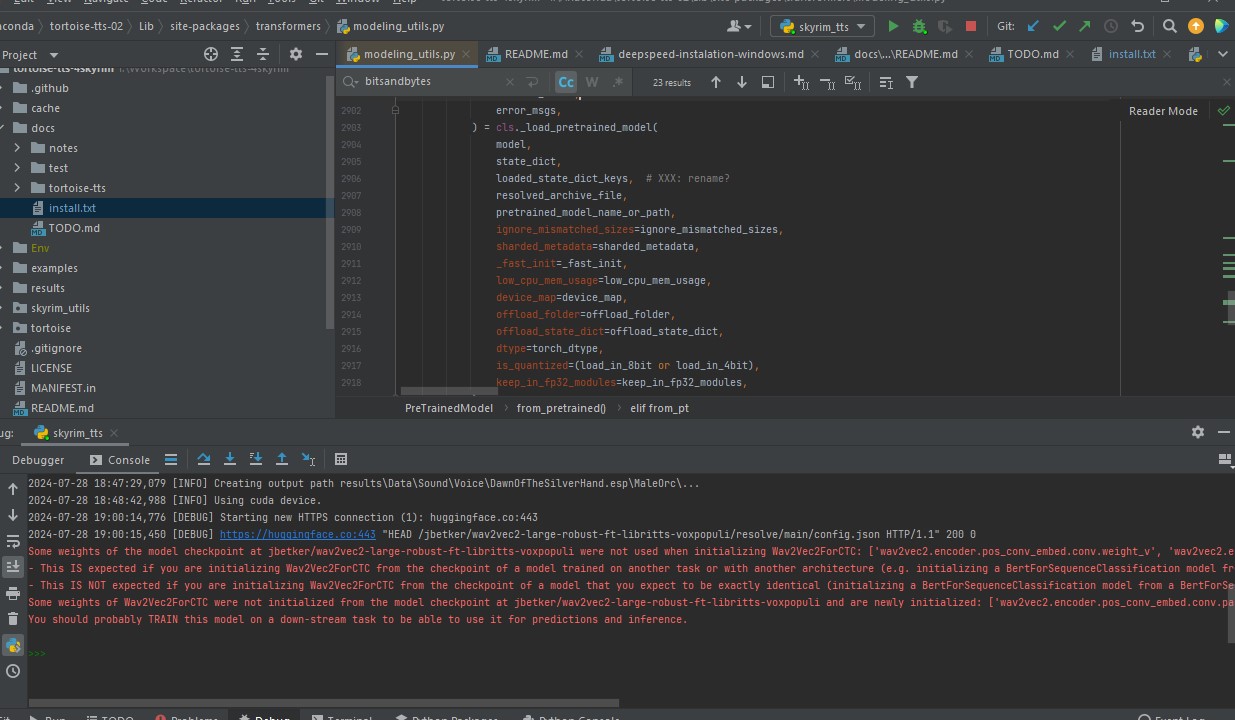 conda
tortoise-tts-02
Lib
site-packages
transformers
modeling_utils.py
skyrim_tts
Git:
Project
modeling_utils.py
README.md
deepspeed-instalation-windows.md
docs\...\README.md
TODO.md
install.txt
.github
cache
docs
notes
test
tortoise-tts
install.txt
TODO.md
Env
examples
results
skyrim_utils
tortoise
.gitignore
LICENSE
MANIFEST.in
README.md
bitsandbytes
Cc
W
.*
23 results
Reader Mode
2902 error_msgs,
2903 ) = cls._load_pretrained_model(
2904 model,
2905 state_dict,
2906 loaded_state_dict_keys, # XXX: rename?
2907 resolved_archive_file,
2908 pretrained_model_name_or_path,
2909 ignore_mismatched_sizes=ignore_mismatched_sizes,
2910 sharded_metadata=sharded_metadata,
2911 _fast_init=_fast_init,
2912 low_cpu_mem_usage=low_cpu_mem_usage,
2913 device_map=device_map,
2914 offload_folder=offload_folder,
2915 offload_state_dict=offload_state_dict,
2916 dtype=torch_dtype,
2917 is_quantized=(load_in_8bit or load_in_4bit),
2918 keep_in_fp32_modules=keep_in_fp32_modules,
PreTrainedModel
from_pretrained()
elif from_pt
ug:
skyrim_tts
Debugger
Console
2024-07-28 18:47:29,079 [INFO] Creating output path results\Data\Sound\Voice\DawnOfTheSilverHand.esp\MaleOrc\...
2024-07-28 18:48:42,988 [INFO] Using cuda device.
2024-07-28 19:00:14,776 [DEBUG] Starting new HTTPS connection (1): huggingface.co:443
2024-07-28 19:00:15,450 [DEBUG] https://huggingface.co:443 "HEAD /jbetker/wav2vec2-large-robust-ft-libritts-voxpopuli/resolve/main/config.json HTTP/1.1" 200 0
Some weights of the model checkpoint at jbetker/wav2vec2-large-robust-ft-libritts-voxpopuli were not used when initializing Wav2Vec2ForCTC: ['wav2vec2.encoder.pos_conv_embed.conv.weight_v', 'wav2vec2.e
- This IS expected if you are initializing Wav2Vec2ForCTC from the checkpoint of a model trained on another task or with another architecture (e.g. initializing a BertForSequenceClassification model fr
- This IS NOT expected if you are initializing Wav2Vec2ForCTC from the checkpoint of a model that you expect to be exactly identical (initializing a BertForSequenceClassification model from a BertForSe
Some weights of Wav2Vec2ForCTC were not initialized from the model checkpoint at jbetker/wav2vec2-large-robust-ft-libritts-voxpopuli and are newly initialized: ['wav2vec2.encoder.pos_conv_embed.conv.pa
You should probably TRAIN this model on a down-stream task to be able to use it for predictions and inference.
>>>
Run
TODO
Problems
Debug
Terminal
Python Packages
Python Console
Event Log